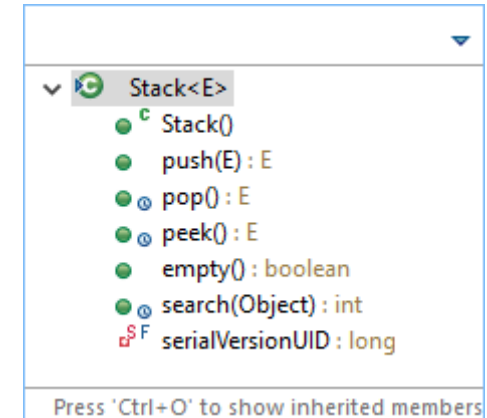 Stack<E>
C Stack()
push(E) : E
pop() : E
peek() : E
empty() : boolean
search(Object) : int
S F serialVersionUID : long
Press 'Ctrl+O' to show inherited members